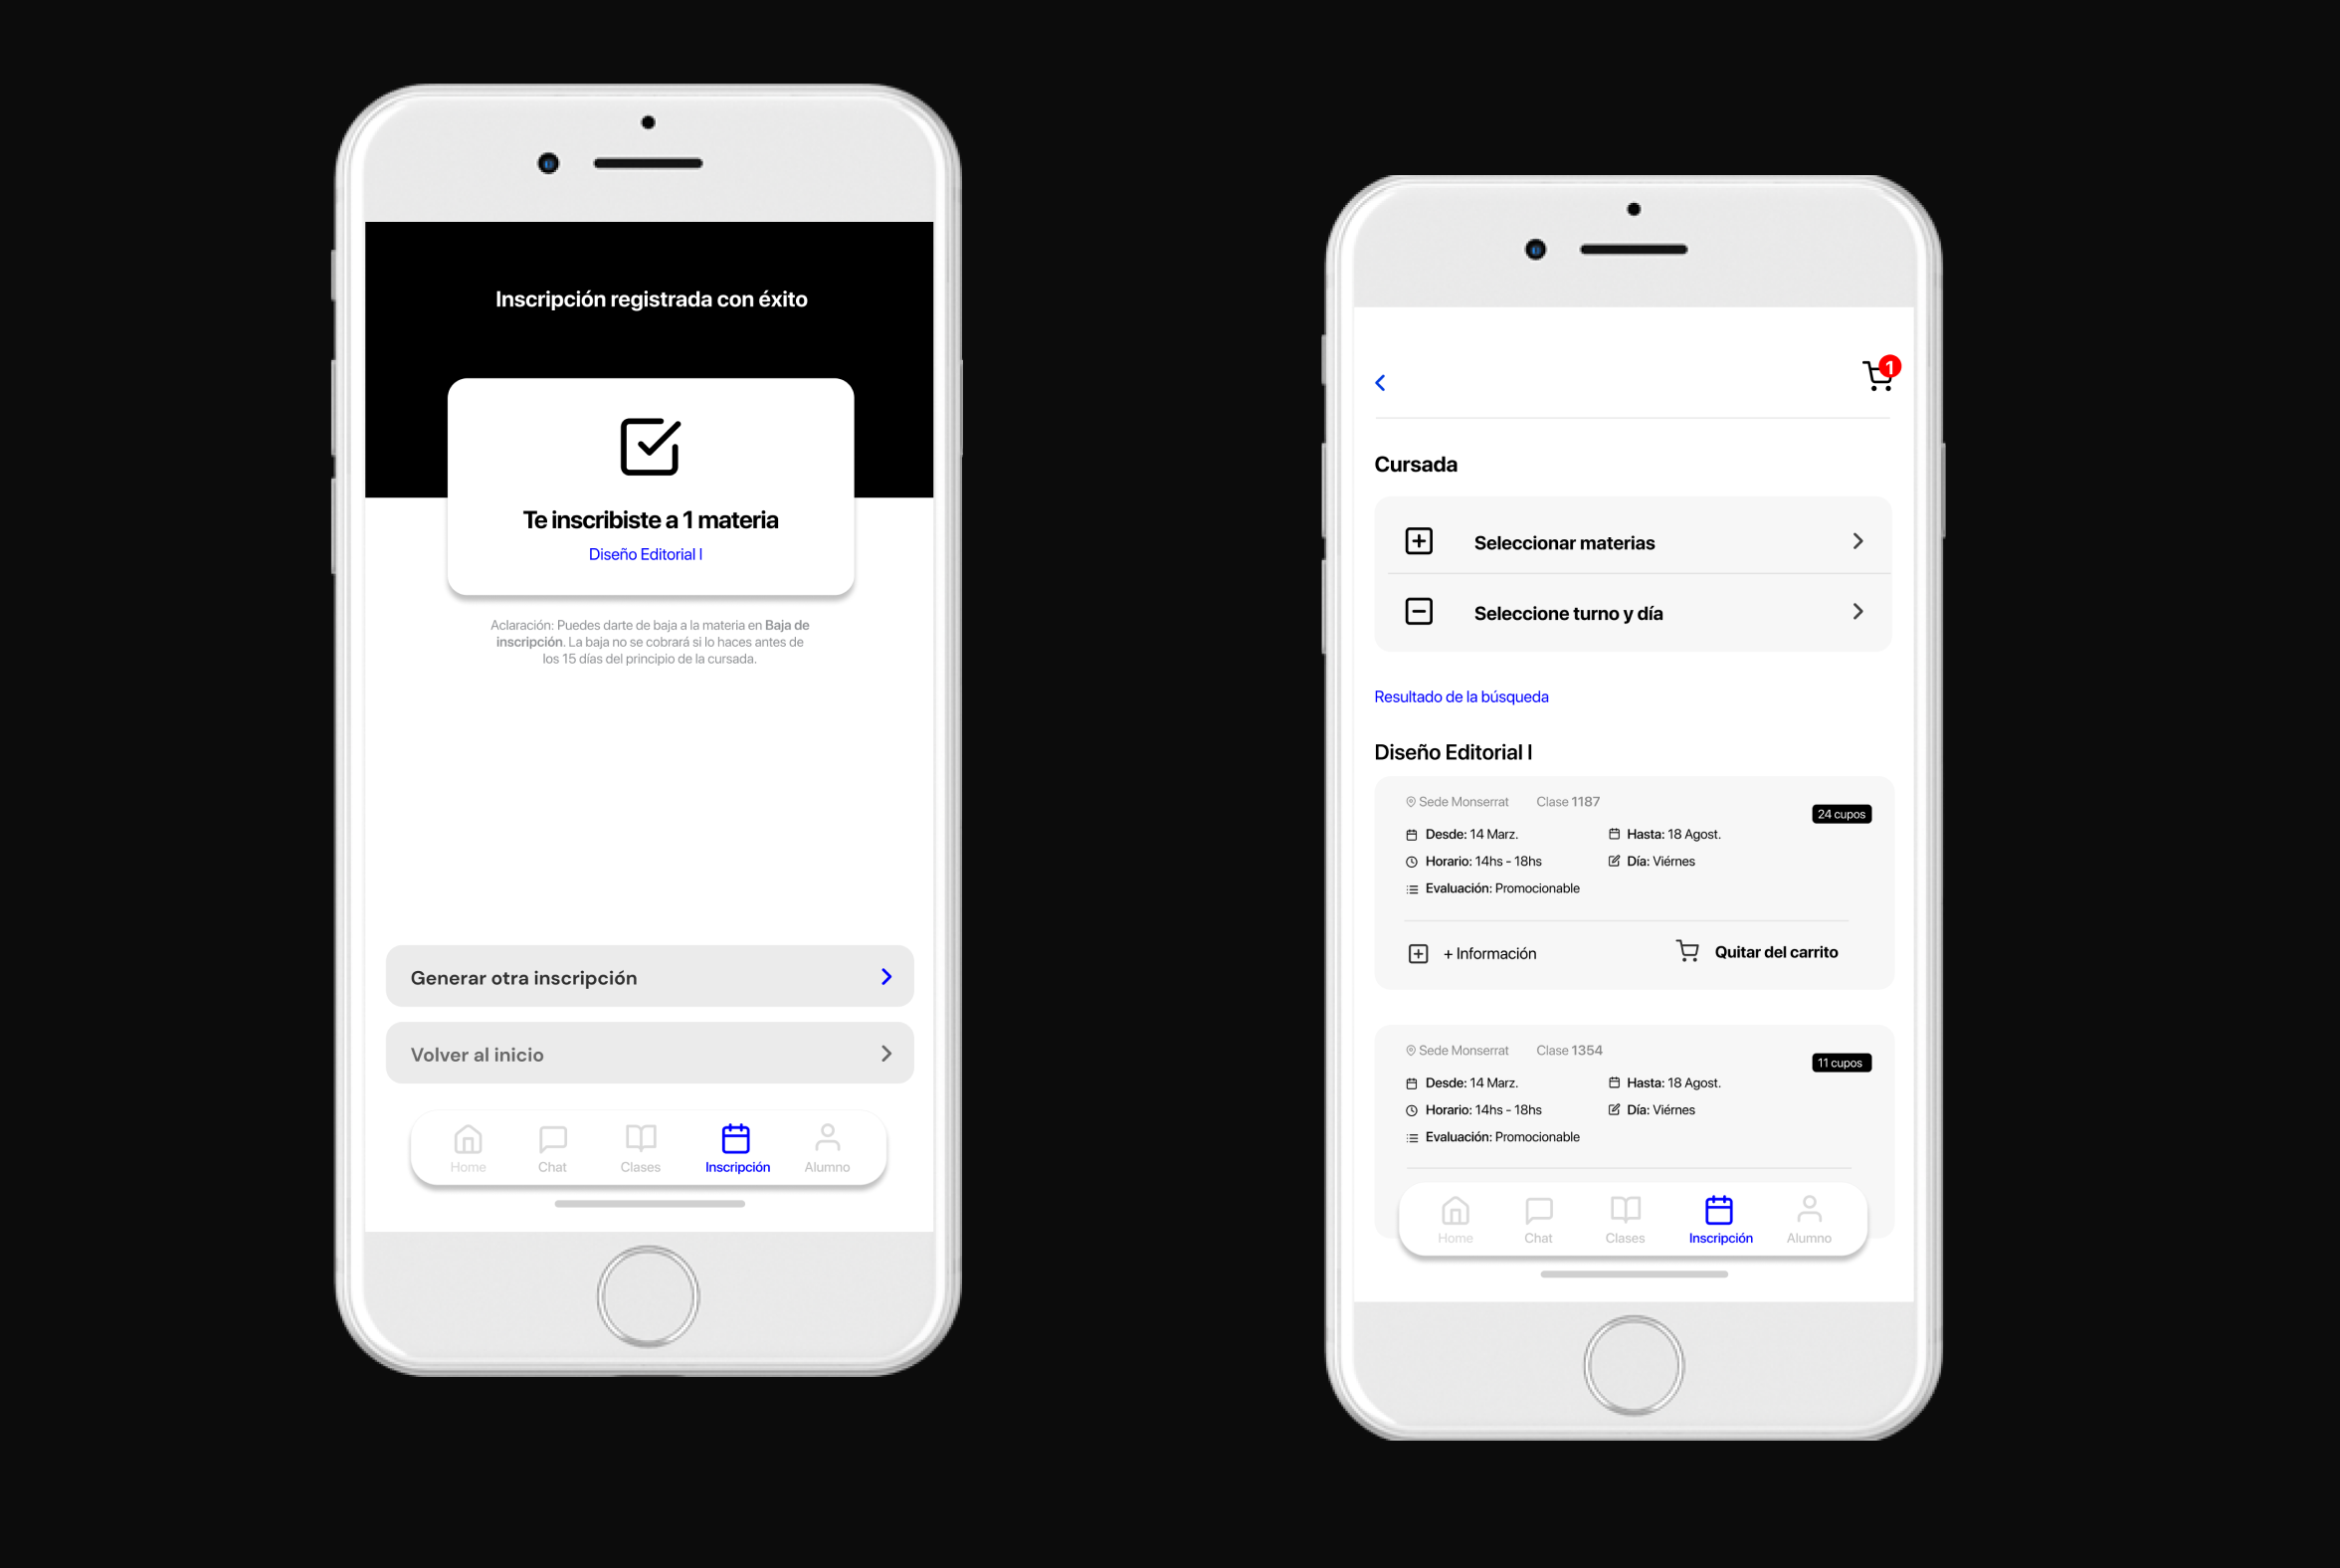 Inscripción registrada con éxito
Te inscribiste a 1 materia
Diseño Editorial I
Aclaración: Puedes darte de baja a la materia en Baja de
inscripción. La baja no se cobrará si lo haces antes de
los 15 días del principio de la cursada.
Generar otra inscripción
Volver al inicio
Home Chat Clases Inscripción Alumno
1
Cursada
Seleccionar materias
Seleccione turno y día
Resultado de la búsqueda
Diseño Editorial I
Sede Monserrat Clase 1187
24 cupos
Desde: 14 Marz. Hasta: 18 Agost.
Horario: 14hs - 18hs Día: Viérnes
Evaluación: Promocionable
+ Información Quitar del carrito
Sede Monserrat Clase 1354
11 cupos
Desde: 14 Marz. Hasta: 18 Agost.
Horario: 14hs - 18hs Día: Viérnes
Evaluación: Promocionable
Home Chat Clases Inscripción Alumno